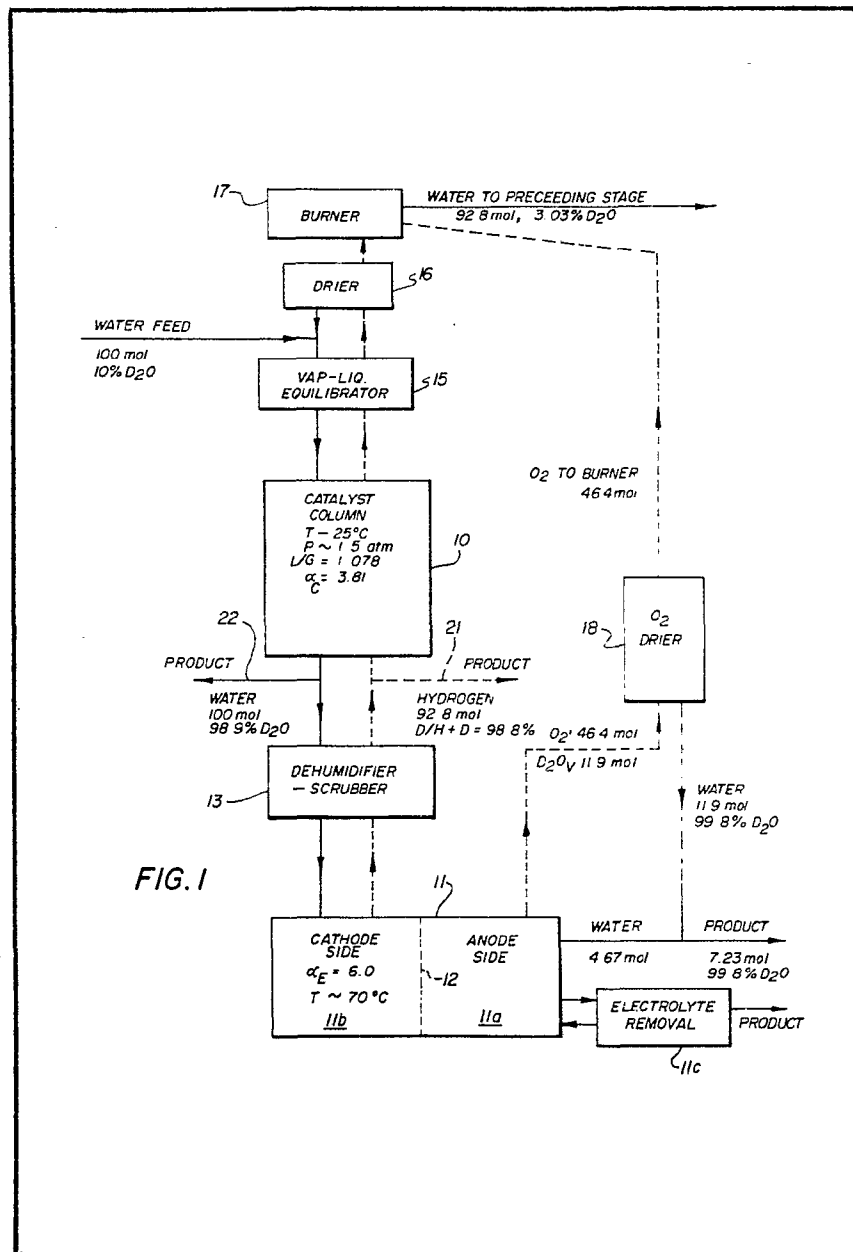 17
BURNER
WATER TO PRECEEDING STAGE
92.8 mol, 3.03% D2O
DRIER
16
WATER FEED
100 mol
10% D2O
VAP-LIQ.
EQUILIBRATOR
15
O2 TO BURNER
46.4 mol
CATALYST
COLUMN
T - 25°C
P ~ 1.5 atm
L/G = 1.078
αC = 3.81
10
18
O2
DRIER
22
21
PRODUCT
PRODUCT
WATER
100 mol
98.9% D2O
HYDROGEN
92.8 mol
D/H + D = 98.8%
O2, 46.4 mol
D2OV 11.9 mol
13
DEHUMIDIFIER
- SCRUBBER
WATER
11.9 mol
99.8% D2O
FIG. 1
11
CATHODE
SIDE
αE = 6.0
T ~ 70°C
11b
12
ANODE
SIDE
11a
WATER
4.67 mol
PRODUCT
7.23 mol
99.8% D2O
ELECTROLYTE
REMOVAL
PRODUCT
11c